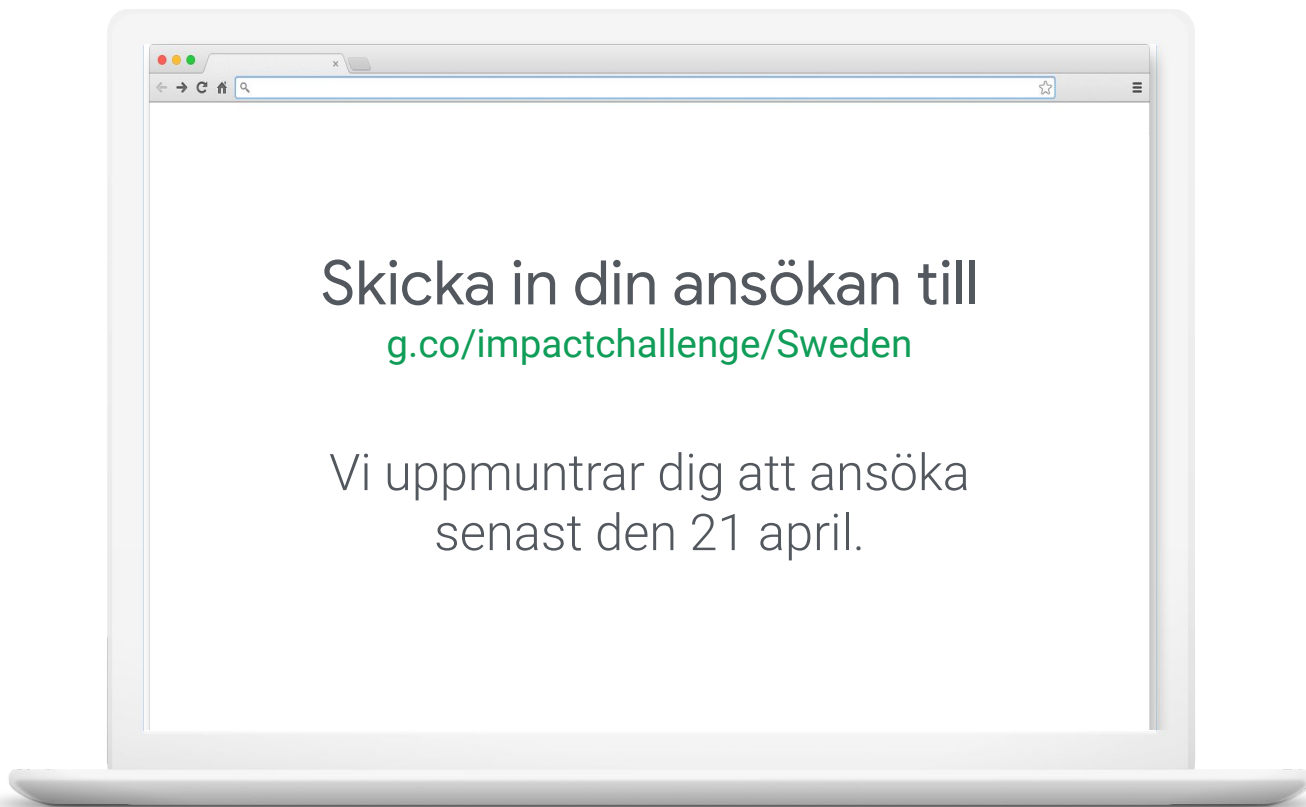 Skicka in din ansökan till
g.co/impactchallenge/Sweden
Vi uppmuntrar dig att ansöka
senast den 21 april.